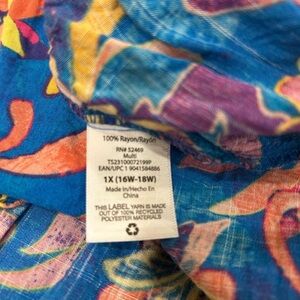 100% Rayon/Rayón
RN# 52469
Multi
TS23100072199P
EAN/UPC 1 9041584886
1X (16W-18W)
Made in/Hecho En
China
THIS LABEL YARN IS MADE
OUT OF 100% RECYCLED
POLYESTER MATERIALS